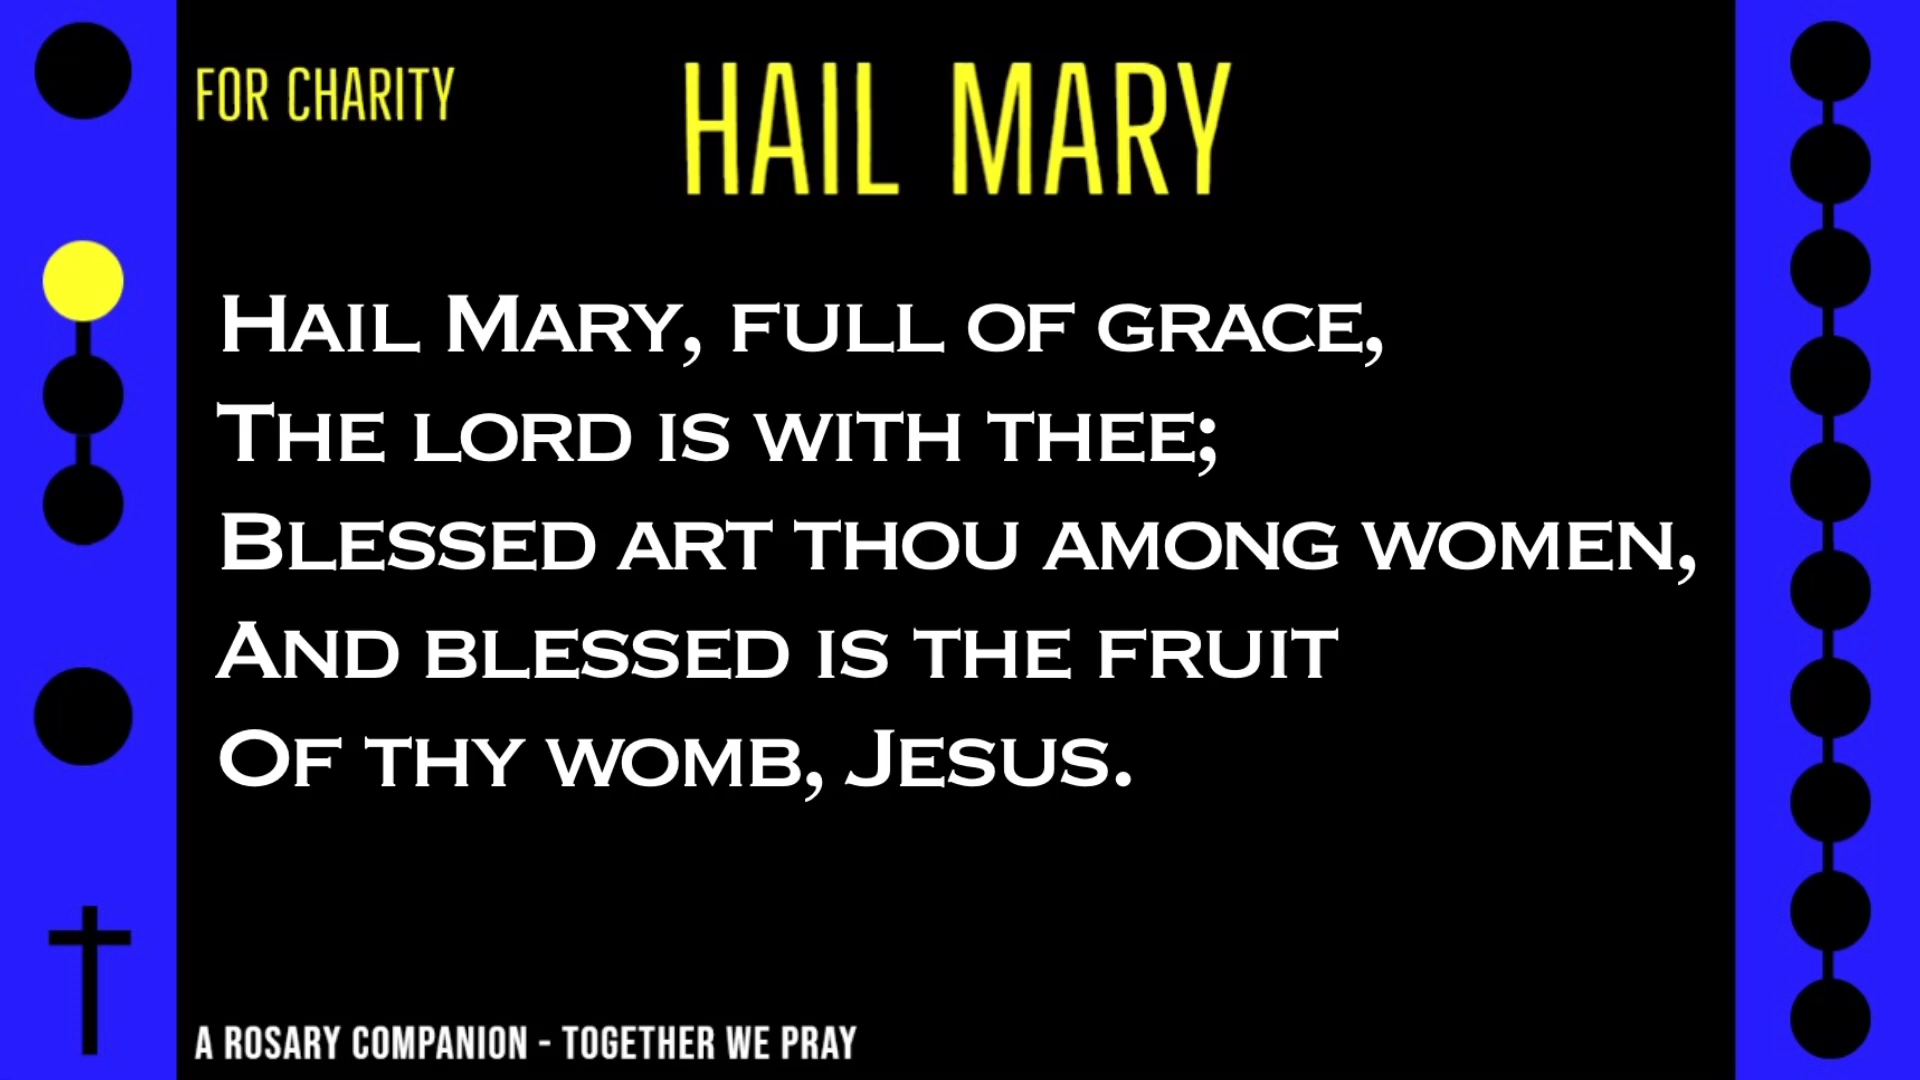 FOR CHARITY
HAIL MARY
Hail Mary, full of grace,
The lord is with thee;
Blessed art thou among women,
And blessed is the fruit
Of thy womb, Jesus.
A ROSARY COMPANION - TOGETHER WE PRAY